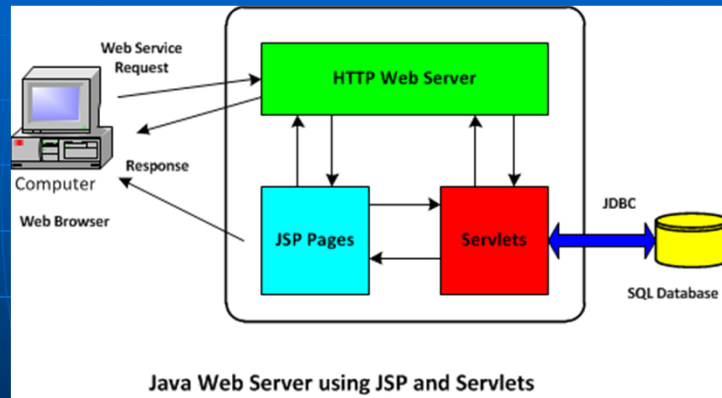 Web Service
Request
HTTP Web Server
Response
Computer
Web Browser
JSP Pages
Servlets
JDBC
SQL Database
Java Web Server using JSP and Servlets